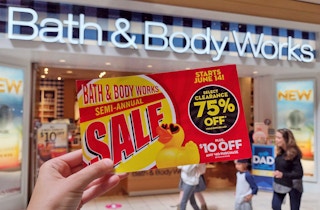 Bath & Body Works
NEW!
BATH & BODY WORKS
SEMI-ANNUAL
SALE
STARTS
JUNE 14!
SELECT
CLEARANCE
75%
OFF*
$10 OFF
DAD
NEW